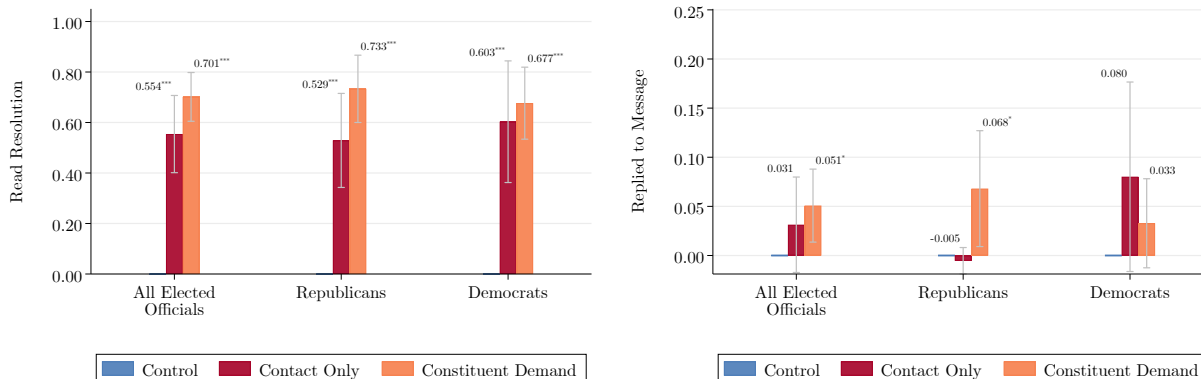 Read Resolution
1.00
0.80
0.60
0.40
0.20
0.00
0.554***
0.701***
0.529***
0.733***
0.603***
0.677***
All Elected
Officials
Republicans
Democrats
Control
Contact Only
Constituent Demand
Replied to Message
0.25
0.20
0.15
0.10
0.05
0.00
0.031
0.051*
-0.005
0.068*
0.080
0.033
All Elected
Officials
Republicans
Democrats
Control
Contact Only
Constituent Demand